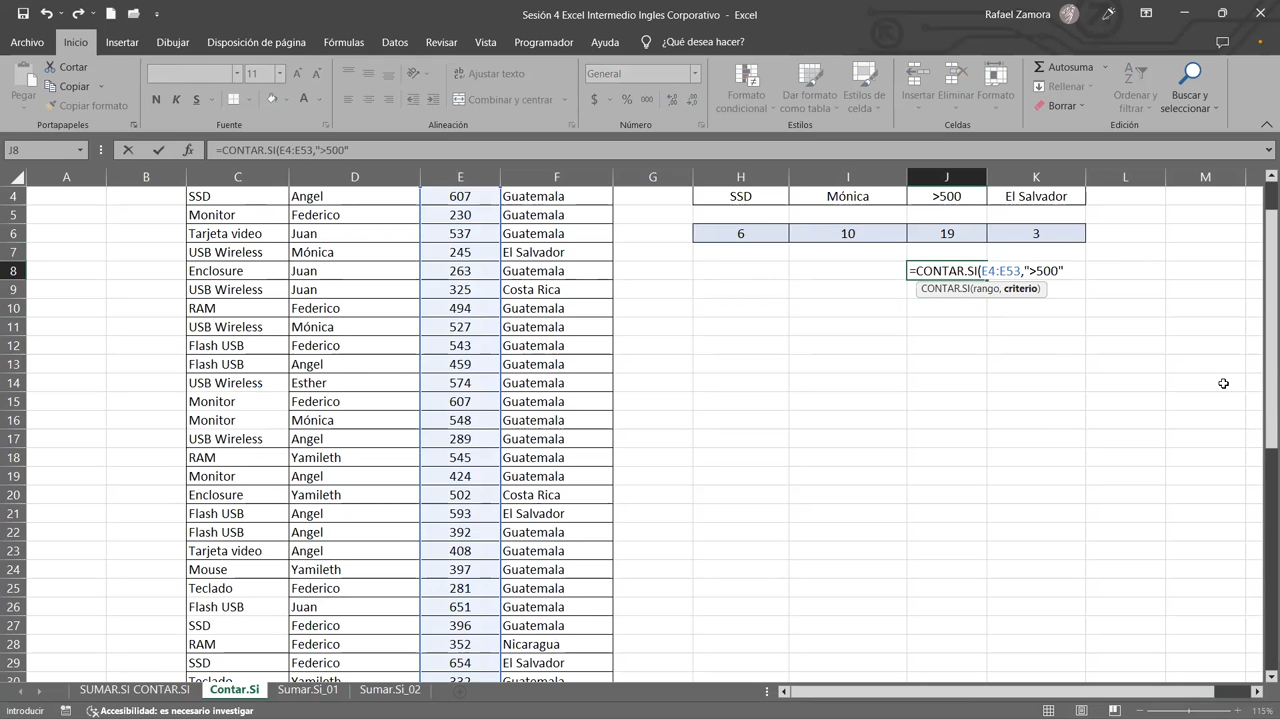 Sesión 4 Excel Intermedio Ingles Corporativo - Excel
Rafael Zamora
Archivo Inicio Insertar Dibujar Disposición de página Fórmulas Datos Revisar Vista Programador Ayuda ¿Qué desea hacer?
Pegar
Cortar
Copiar
Copiar formato
Portapapeles
11
N K S
Fuente
Ajustar texto
Combinar y centrar
Alineación
General
$ % 000
Número
Formato condicional
Dar formato como tabla
Estilos de celda
Estilos
Insertar Eliminar Formato
Celdas
Autosuma
Rellenar
Borrar
Ordenar y filtrar
Buscar y seleccionar
Edición
J8 fx =CONTAR.SI(E4:E53,">500"
A B C D E F G H I J K L M
4 SSD Angel 607 Guatemala SSD Mónica >500 El Salvador
5 Monitor Federico 230 Guatemala
6 Tarjeta video Juan 537 Guatemala 6 10 19 3
7 USB Wireless Mónica 245 El Salvador
8 Enclosure Juan 263 Guatemala =CONTAR.SI(E4:E53,">500"
9 USB Wireless Juan 325 Costa Rica CONTAR.SI(rango, criterio)
10 RAM Federico 494 Guatemala
11 USB Wireless Mónica 527 Guatemala
12 Flash USB Federico 543 Guatemala
13 Flash USB Angel 459 Guatemala
14 USB Wireless Esther 574 Guatemala
15 Monitor Federico 607 Guatemala
16 Monitor Mónica 548 Guatemala
17 USB Wireless Angel 289 Guatemala
18 RAM Yamileth 545 Guatemala
19 Monitor Angel 424 Guatemala
20 Enclosure Yamileth 502 Costa Rica
21 Flash USB Angel 593 El Salvador
22 Flash USB Angel 392 Guatemala
23 Tarjeta video Angel 408 Guatemala
24 Mouse Yamileth 397 Guatemala
25 Teclado Federico 281 Guatemala
26 Flash USB Juan 651 Guatemala
27 SSD Federico 396 Guatemala
28 RAM Federico 352 Nicaragua
29 SSD Federico 654 El Salvador
30 Teclado Yamileth 332 Guatemala
SUMAR.SI CONTAR.SI Contar.Si Sumar.Si_01 Sumar.Si_02
Introducir Accesibilidad: es necesario investigar 115%